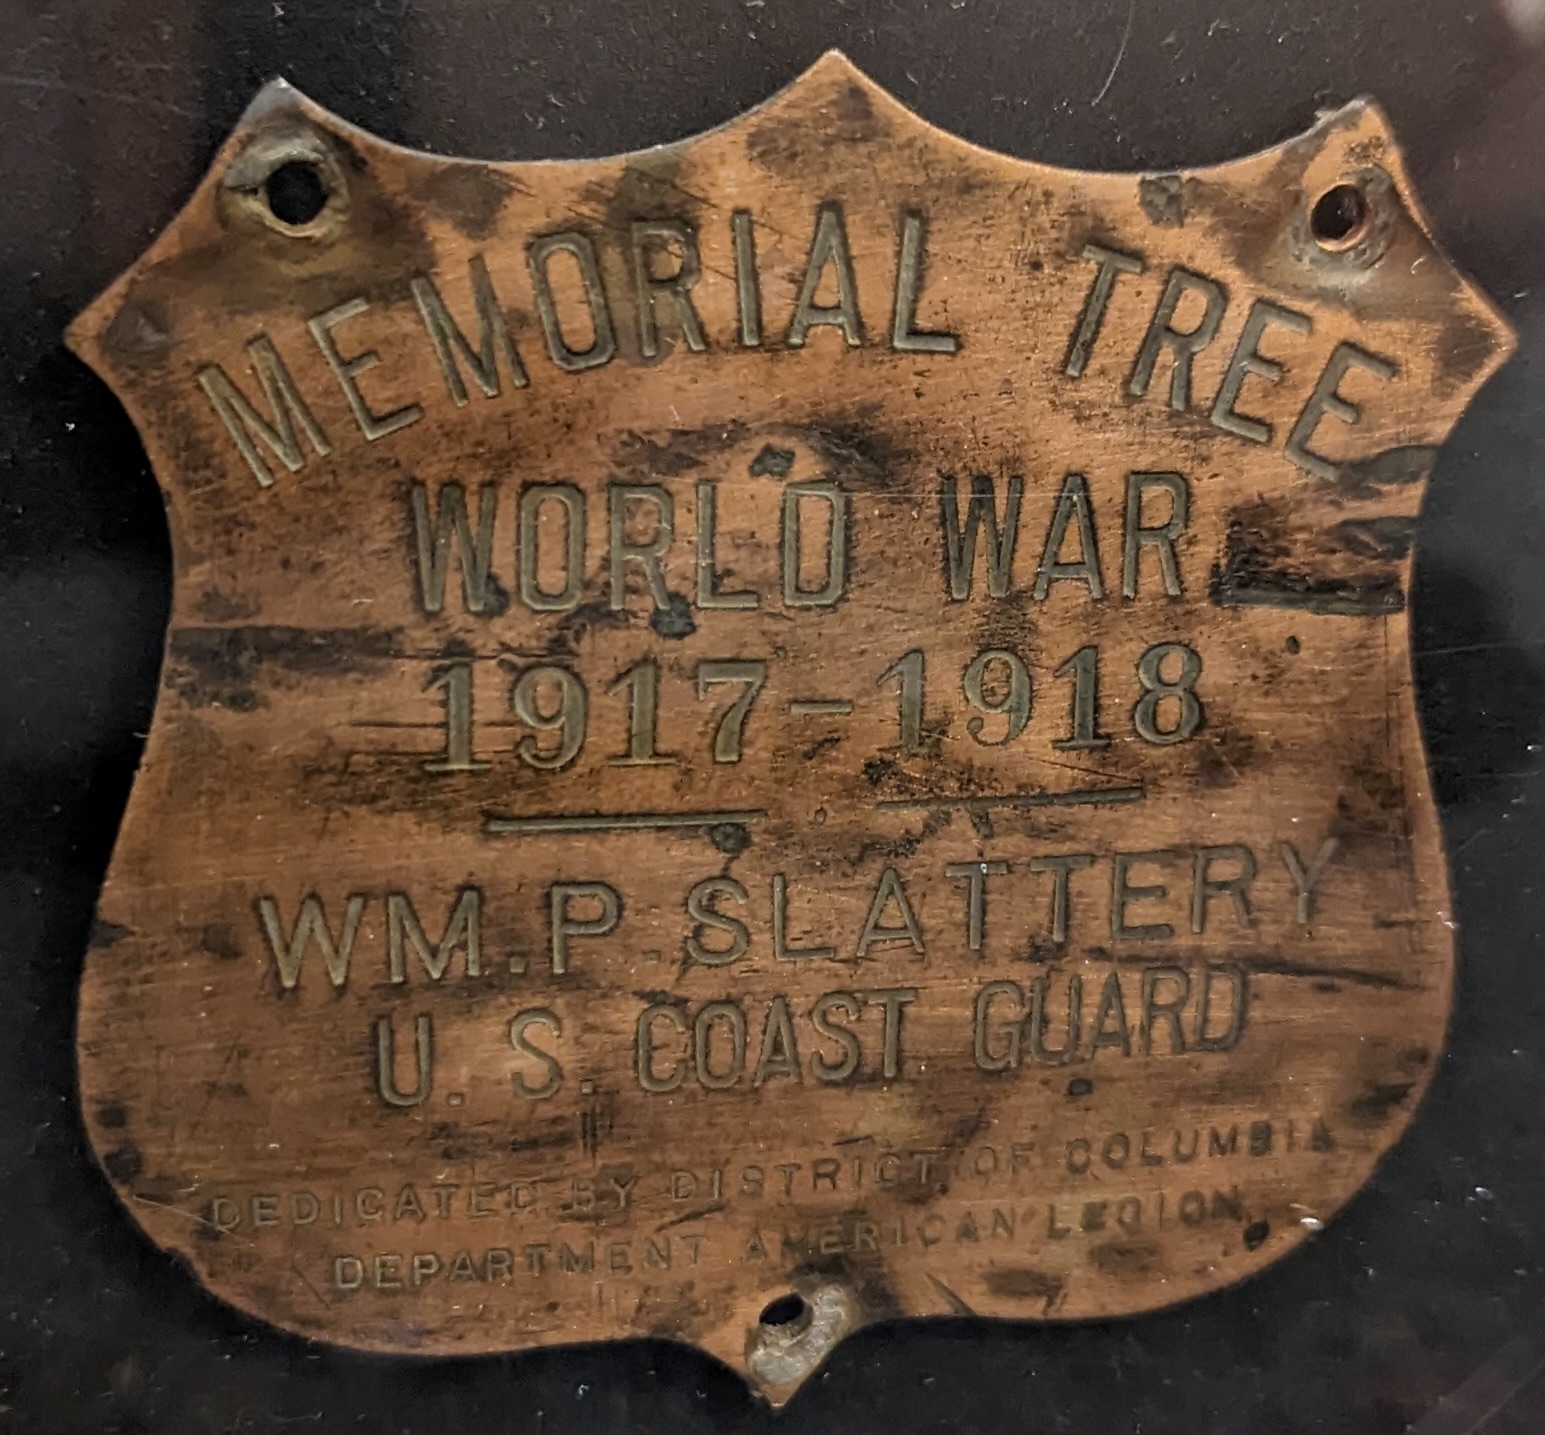 MEMORIAL TREE
WORLD WAR
1917-1918
WM.P.SLATTERY
U. S. COAST GUARD
DEDICATED BY DISTRICT OF COLUMBIA
DEPARTMENT AMERICAN LEGION